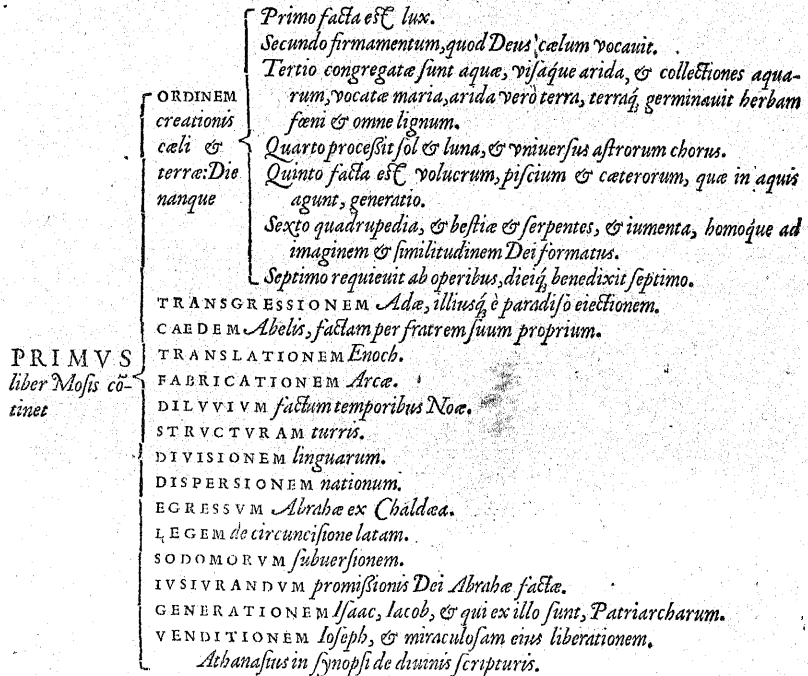 Primo facta est lux.
Secundo firmamentum, quod Deus cælum vocauit.
Tertio congregatæ ſunt aquæ, viſaq́ue arida, & collectiones aqua-
rum, vocatæ maria, arida verò terra, terraq́; germinauit herbam
fœni & omne lignum.
Quarto proceſsit ſol & luna, & vniuerſus aſtrorum chorus.
Quinto facta est volucrum, piſcium & cæterorum, quæ in aquis
agunt, generatio.
Sexto quadrupedia, & beſtiæ & ſerpentes, & iumenta, homoq́ue ad
imaginem & ſimilitudinem Dei formatus.
Septimo requieuit ab operibus, dieiq́; benedixit ſeptimo.
ORDINEM
creationis
cæli &
terræ: Die
nanque
TRANSGRESSIONEM Adæ, illiusq́; è paradiſo eiectionem.
CAEDEM Abelis, factam per fratrem ſuum proprium.
TRANSLATIONEM Enoch.
FABRICATIONEM Arcæ.
DILVVIVM factum temporibus Noæ.
STRVCTVRAM turris.
DIVISIONEM linguarum.
DISPERSIONEM nationum.
EGRESSVM Abrahæ ex Chaldæa.
LEGEM de circunciſione latam.
SODOMORVM ſubuerſionem.
IVSIVRANDVM promiſsionis Dei Abrahæ factæ.
GENERATIONEM Iſaac, Iacob, & qui ex illo ſunt, Patriarcharum.
VENDITIONEM Ioſeph, & miraculoſam eius liberationem.
Athanaſius in ſynopſi de diuinis ſcripturis.
PRIMVS
liber Moſis cõ-
tinet